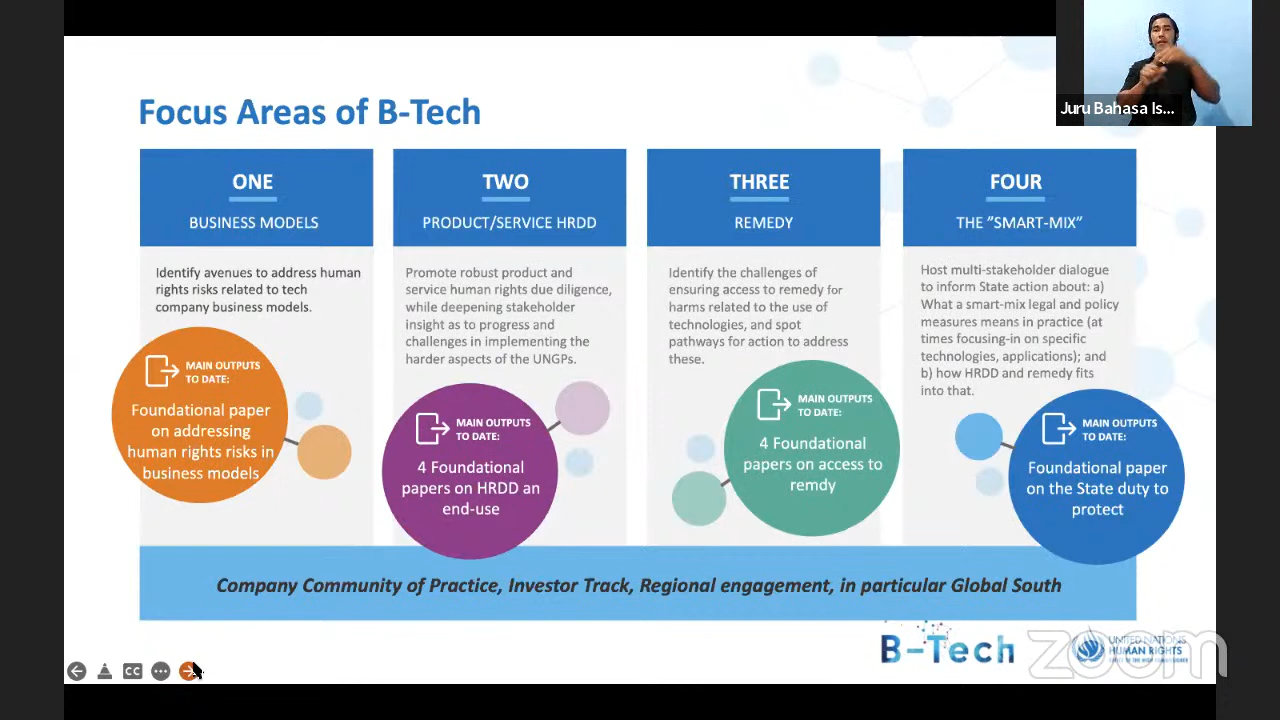 Juru Bahasa Is...
Focus Areas of B-Tech
ONE
BUSINESS MODELS
Identify avenues to address human
rights risks related to tech
company business models.
MAIN OUTPUTS
TO DATE:
Foundational paper
on addressing
human rights risks in
business models
TWO
PRODUCT/SERVICE HRDD
Promote robust product and
service human rights due diligence,
while deepening stakeholder
insight as to progress and
challenges in implementing the
harder aspects of the UNGPs.
MAIN OUTPUTS
TO DATE:
4 Foundational
papers on HRDD an
end-use
THREE
REMEDY
Identify the challenges of
ensuring access to remedy for
harms related to the use of
technologies, and spot
pathways for action to address
these.
MAIN OUTPUTS
TO DATE:
4 Foundational
papers on access to
remdy
FOUR
THE ”SMART-MIX”
Host multi-stakeholder dialogue
to inform State action about: a)
What a smart-mix legal and policy
measures means in practice (at
times focusing-in on specific
technologies, applications); and
b) how HRDD and remedy fits
into that.
MAIN OUTPUTS
TO DATE:
Foundational paper
on the State duty to
protect
Company Community of Practice, Investor Track, Regional engagement, in particular Global South
B-Tech
UNITED NATIONS
HUMAN RIGHTS
OFFICE OF THE HIGH COMMISSIONER
zoom
CC